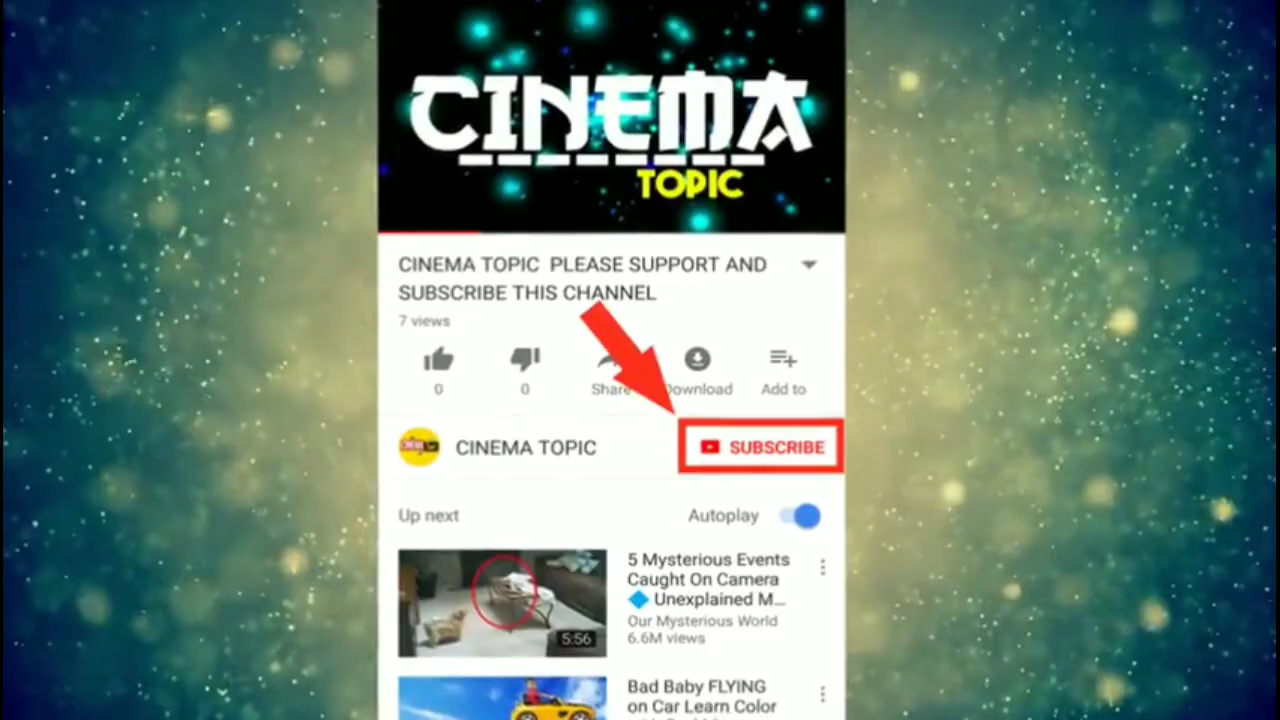 CINEMA
TOPIC
CINEMA TOPIC PLEASE SUPPORT AND
SUBSCRIBE THIS CHANNEL
7 views
0
0
Share
Download
Add to
CINEMA TOPIC
SUBSCRIBE
Up next
Autoplay
5 Mysterious Events
Caught On Camera
🔷 Unexplained M...
Our Mysterious World
6.6M views
5:56
Bad Baby FLYING
on Car Learn Color